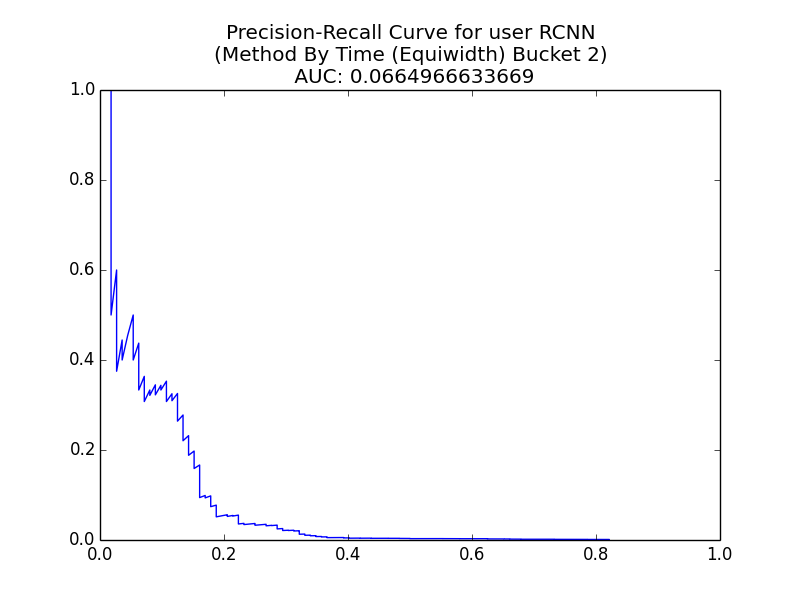 Precision-Recall Curve for user RCNN
(Method By Time (Equiwidth) Bucket 2)
AUC: 0.0664966633669
1.0
0.8
0.6
0.4
0.2
0.0
0.0 0.2 0.4 0.6 0.8 1.0